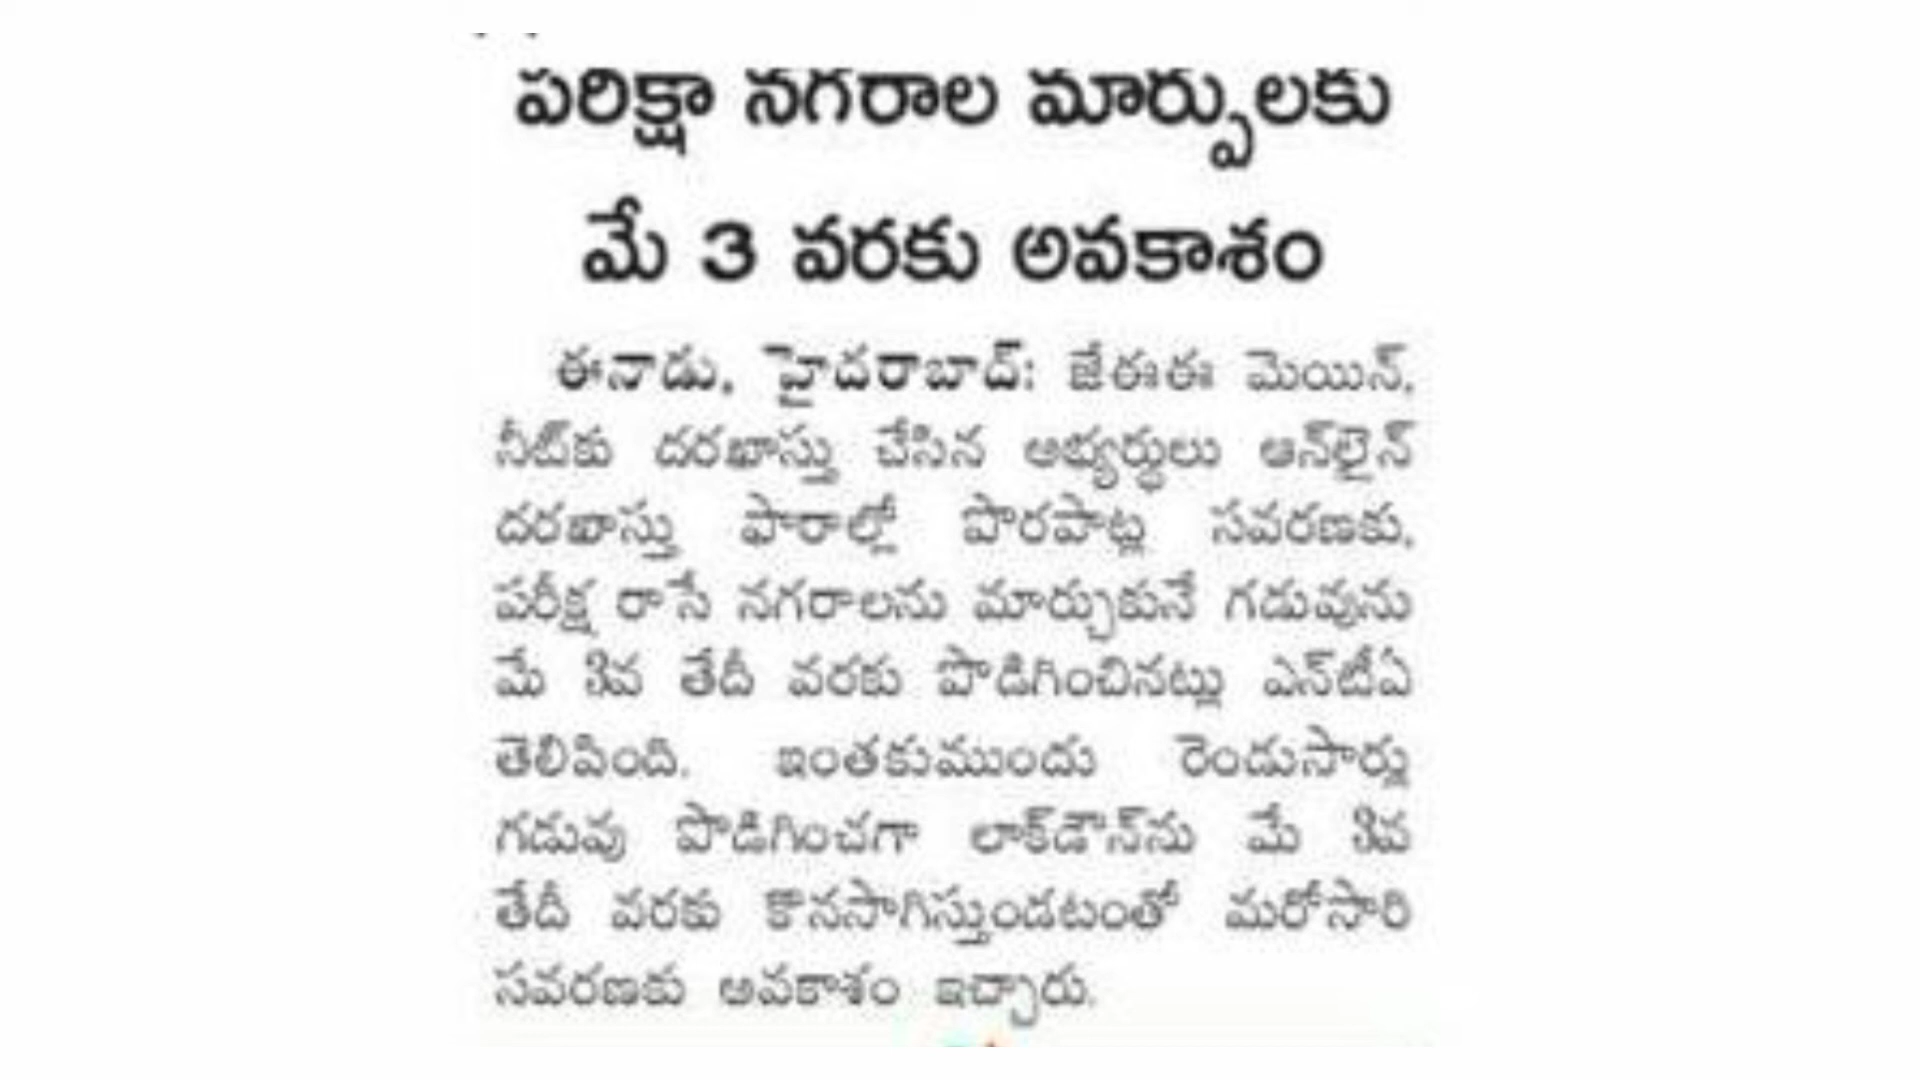 పరిక్షా నగరాల మార్పులకు
మే 3 వరకు అవకాశం
ఈనాడు, హైదరాబాద్: జేఈఈ మెయిన్,
నీట్‌కు దరఖాస్తు చేసిన అభ్యర్థులు ఆన్‌లైన్
దరఖాస్తు ఫారాల్లో పొరపాట్ల సవరణకు,
పరీక్ష రాసే నగరాలను మార్చుకునే గడువును
మే 3వ తేదీ వరకు పొడిగించినట్లు ఎన్‌టీఏ
తెలిపింది. ఇంతకుముందు రెండుసార్లు
గడువు పొడిగించగా లాక్‌డౌన్‌ను మే 3వ
తేదీ వరకు కొనసాగిస్తుండటంతో మరోసారి
సవరణకు అవకాశం ఇచ్చారు.